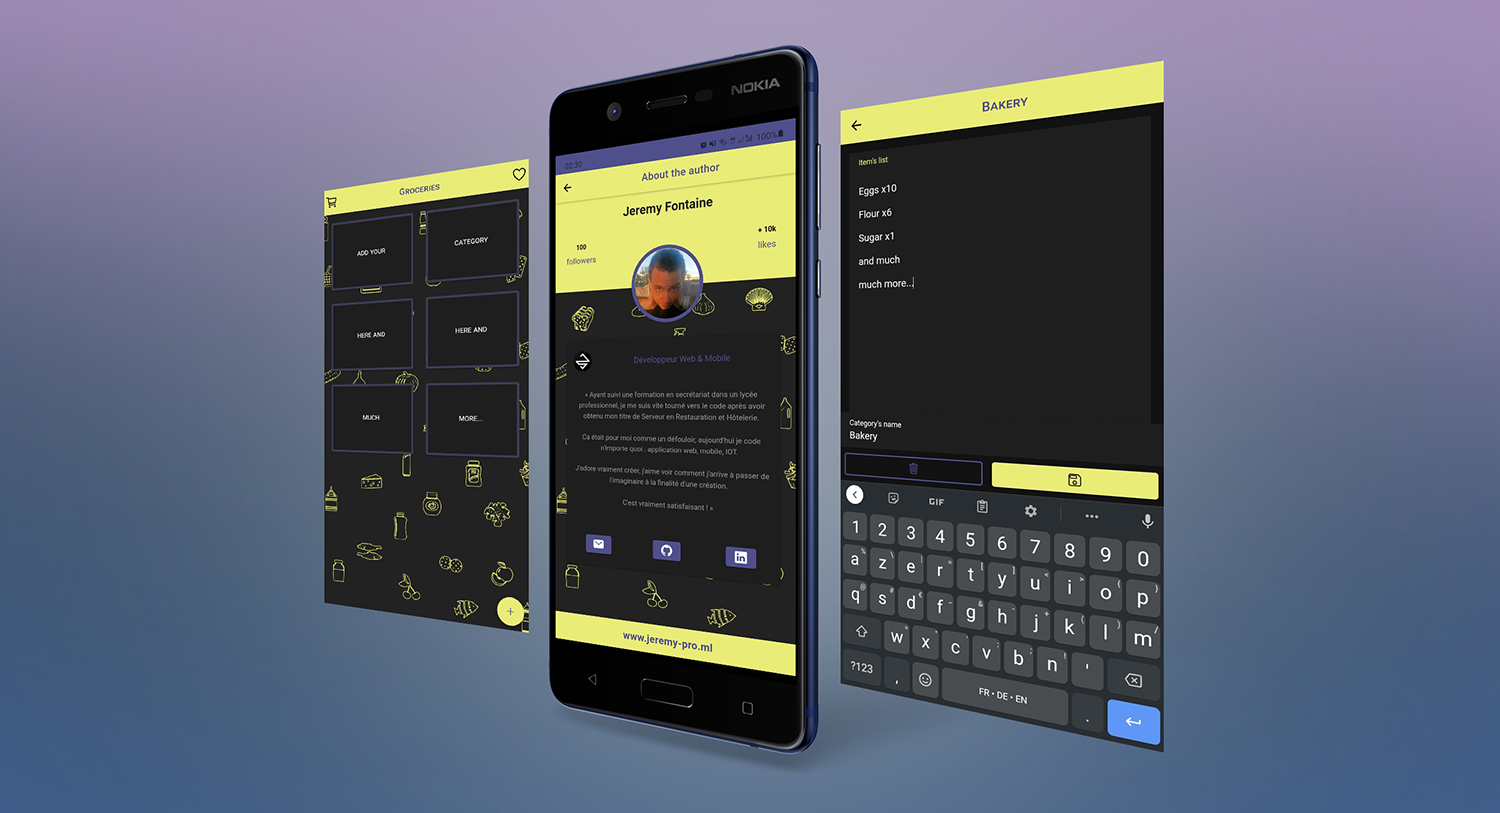 GROCERIES
ADD YOUR
CATEGORY
HERE AND
HERE AND
MUCH
MORE...
+
NOKIA
02:30
100%
About the author
Jeremy Fontaine
100
followers
+ 10k
likes
Développeur Web & Mobile
« Ayant suivi une formation en secrétariat dans un lycée
professionnel, je me suis vite tourné vers le code après avoir
obtenu mon titre de Serveur en Restauration et Hôtelerie.
Ca était pour moi comme un défouloir, aujourd'hui je code
n'importe quoi : application web, mobile, IOT.
J'adore vraiment créer, j'aime voir comment j'arrive à passer de
l'imaginaire à la finalité d'une création.
C'est vraiment satisfaisant ! »
in
www.jeremy-pro.ml
BAKERY
Item's list
Eggs x10
Flour x6
Sugar x1
and much
much more...
Category's name
Bakery
GIF
1 2 3 4 5 6 7 8 9 0
a z e r t y u i o p
q s d f g h j k l m
w x c v b n '
?123 , FR • DE • EN .